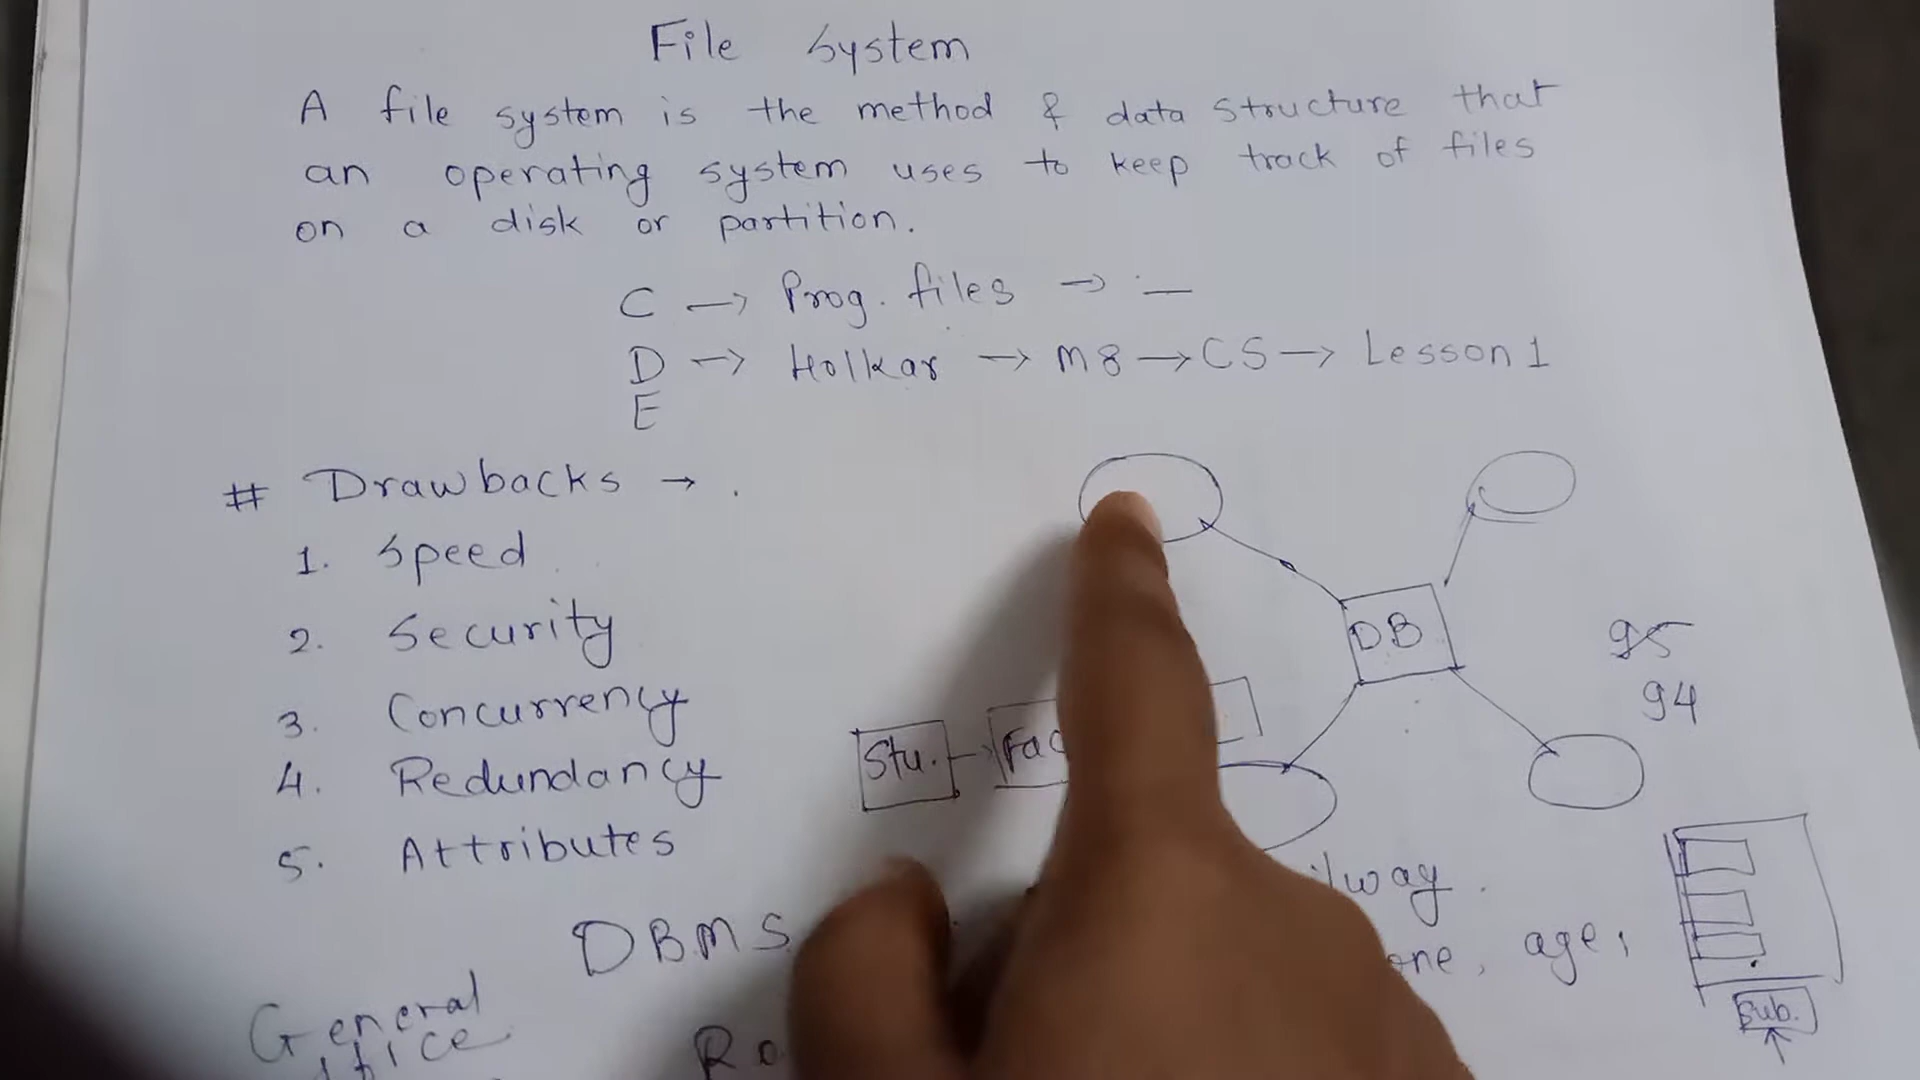 File System
A file system is the method & data structure that
an operating system uses to keep track of files
on a disk or partition.
C → Prog. files → —
D → Holkar → M8 → CS → Lesson 1
E
# Drawbacks → .
1. Speed
2. Security
3. Concurrency
4. Redundancy
5. Attributes
DB
95
94
Stu. → Fac
DBMS
age,
General
Sub.